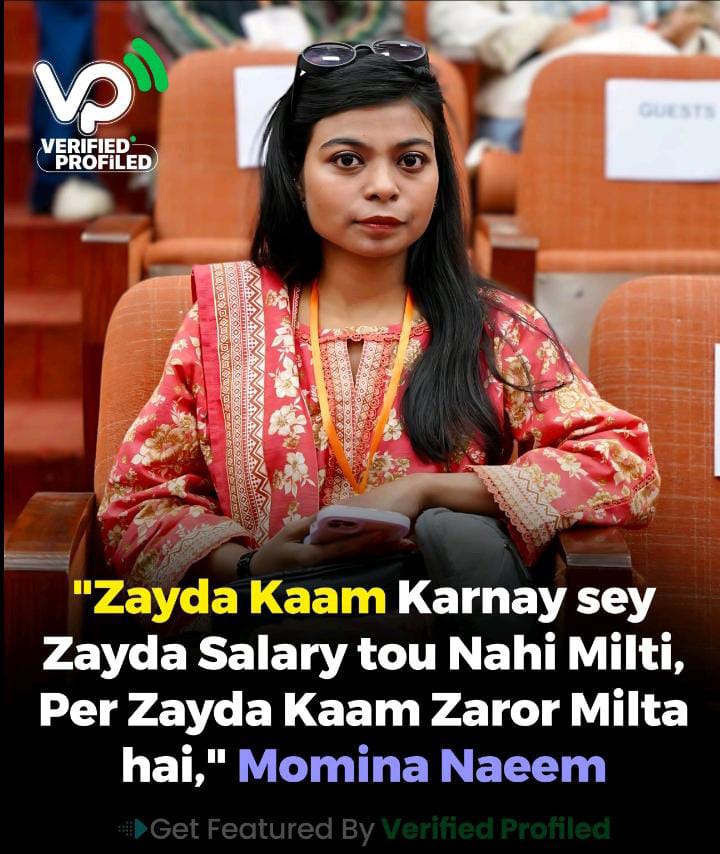 VP
VERIFIED
PROFiLED
GUESTS
"Zayda Kaam Karnay sey
Zayda Salary tou Nahi Milti,
Per Zayda Kaam Zaror Milta
hai," Momina Naeem
Get Featured By Verified Profiled